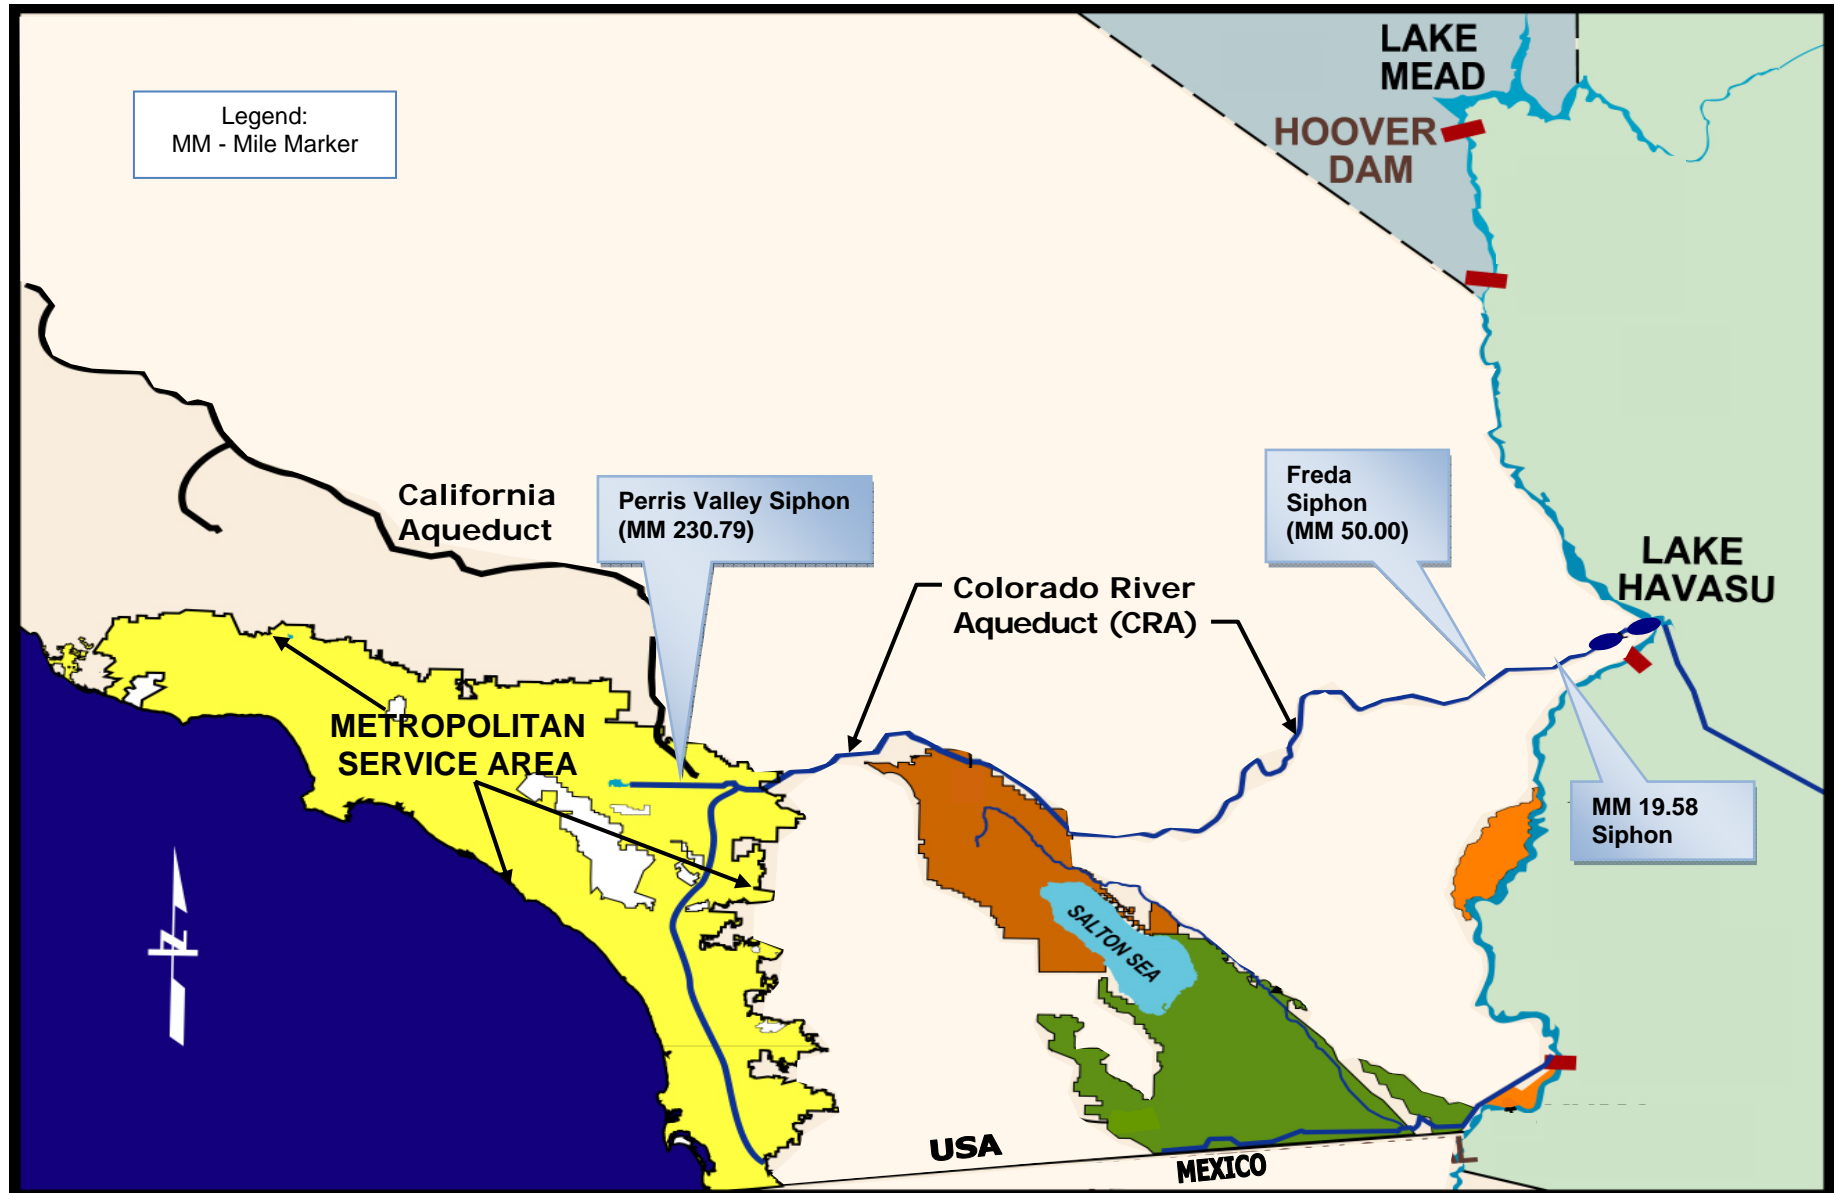 LAKE
MEAD
HOOVER
DAM
Legend:
MM - Mile Marker
California
Aqueduct
Perris Valley Siphon
(MM 230.79)
Freda
Siphon
(MM 50.00)
LAKE
HAVASU
Colorado River
Aqueduct (CRA)
METROPOLITAN
SERVICE AREA
MM 19.58
Siphon
SALTON SEA
N
USA
MEXICO